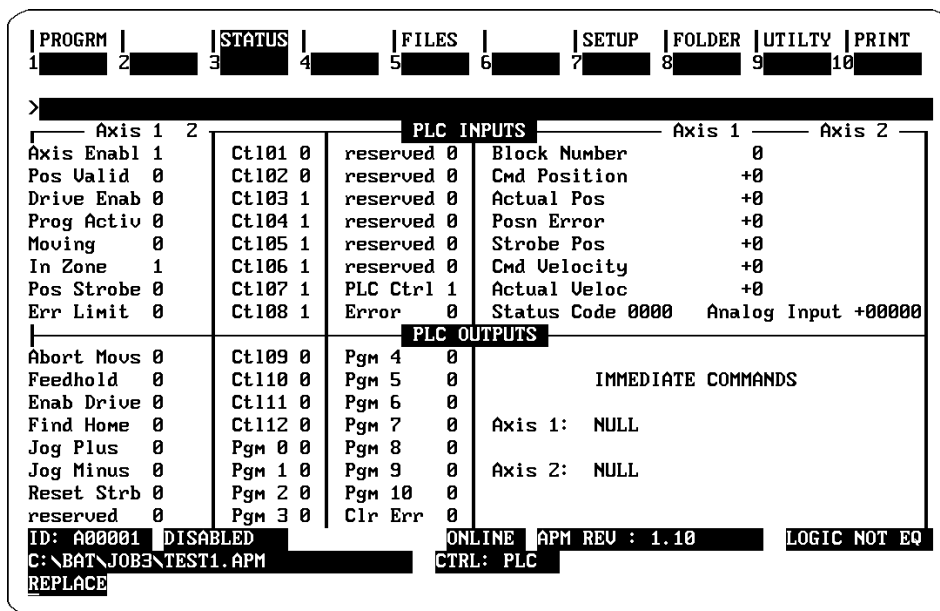 PROGRM STATUS FILES SETUP FOLDER UTILTY PRINT
1 2 3 4 5 6 7 8 9 10
>
Axis 1 2 PLC INPUTS Axis 1 Axis 2
Axis Enabl 1 Ctl01 0 reserved 0 Block Number 0
Pos Valid 0 Ctl02 0 reserved 0 Cmd Position +0
Drive Enab 0 Ctl03 1 reserved 0 Actual Pos +0
Prog Activ 0 Ctl04 1 reserved 0 Posn Error +0
Moving 0 Ctl05 1 reserved 0 Strobe Pos +0
In Zone 1 Ctl06 1 reserved 0 Cmd Velocity +0
Pos Strobe 0 Ctl07 1 PLC Ctrl 1 Actual Veloc +0
Err Limit 0 Ctl08 1 Error 0 Status Code 0000 Analog Input +00000
PLC OUTPUTS
Abort Movs 0 Ctl09 0 Pgm 4 0
Feedhold 0 Ctl10 0 Pgm 5 0 IMMEDIATE COMMANDS
Enab Drive 0 Ctl11 0 Pgm 6 0
Find Home 0 Ctl12 0 Pgm 7 0 Axis 1: NULL
Jog Plus 0 Pgm 0 0 Pgm 8 0
Jog Minus 0 Pgm 1 0 Pgm 9 0 Axis 2: NULL
Reset Strb 0 Pgm 2 0 Pgm 10 0
reserved 0 Pgm 3 0 Clr Err 0
ID: A00001 DISABLED ONLINE APM REV : 1.10 LOGIC NOT EQ
C:\BAT\JOB3\TEST1.APM CTRL: PLC
REPLACE